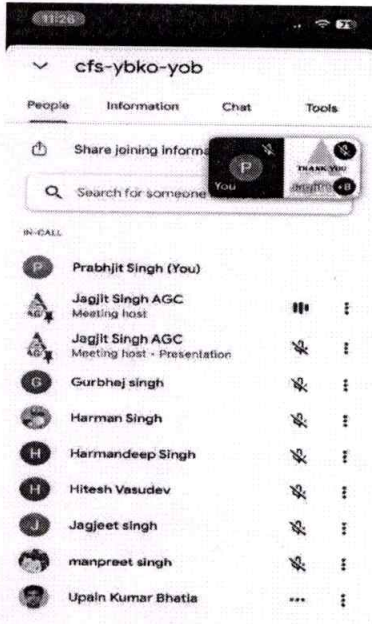 11:26
71
cfs-ybko-yob
People Information Chat Tools
Share joining informa
Search for someone
P
You
THANK YOU
+8
IN-CALL
P Prabhjit Singh (You)
Jagjit Singh AGC
Meeting host
Jagjit Singh AGC
Meeting host - Presentation
G Gurbhej singh
Harman Singh
H Harmandeep Singh
H Hitesh Vasudev
J Jagjeet singh
manpreet singh
Upain Kumar Bhatia